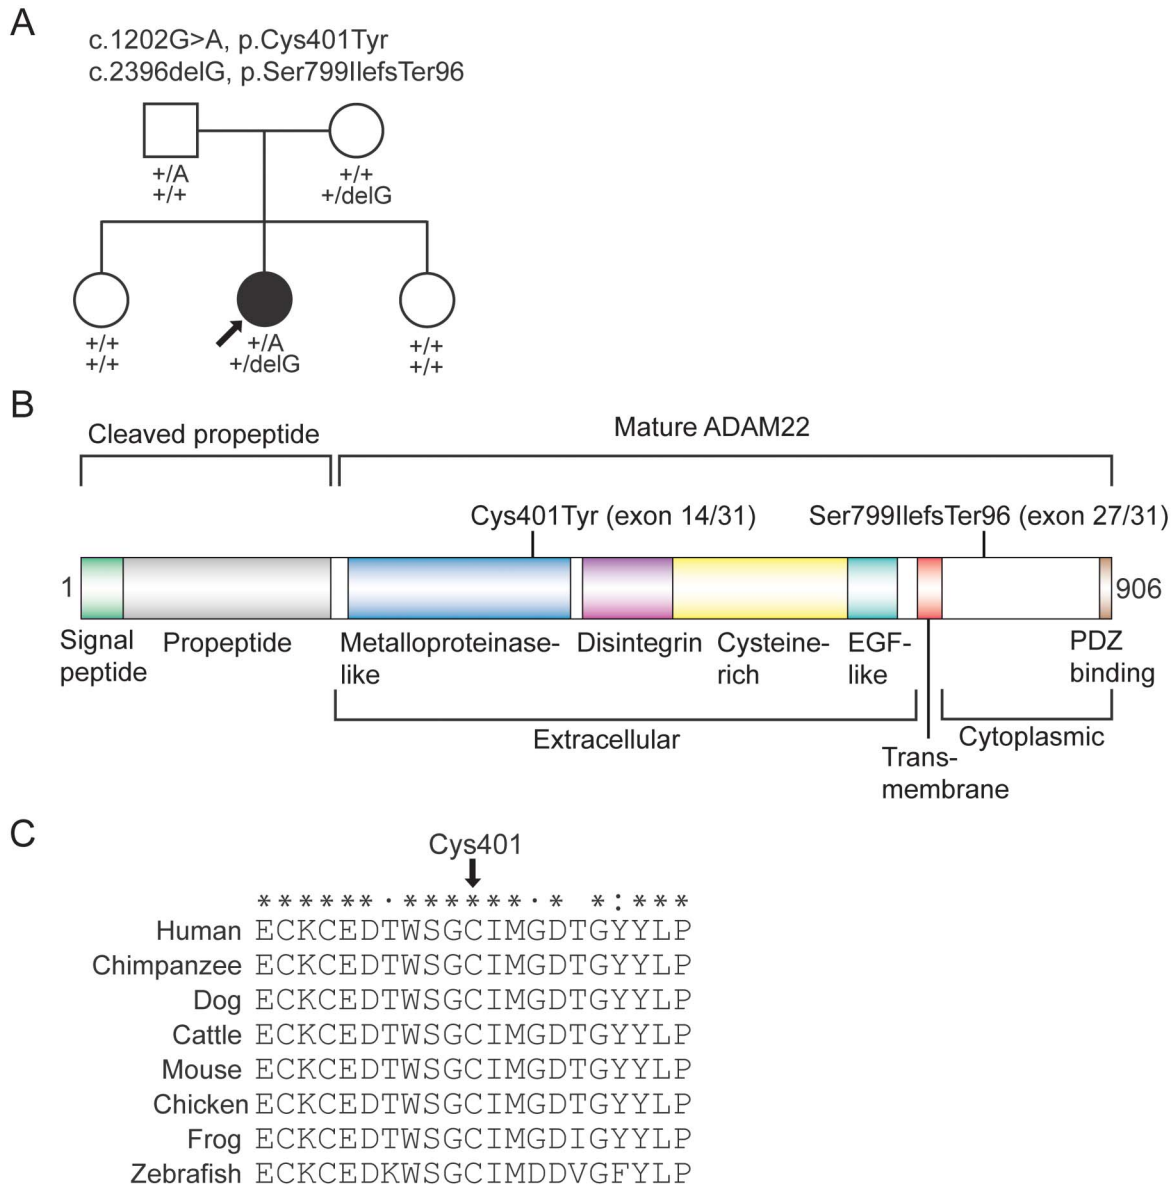 A
c.1202G>A, p.Cys401Tyr
c.2396delG, p.Ser799IlefsTer96
+/A
+/+
+/+
+/delG
+/+
+/+
+/A
+/delG
+/+
+/+
B
Cleaved propeptide
Mature ADAM22
Cys401Tyr (exon 14/31)
Ser799IlefsTer96 (exon 27/31)
1
906
Signal
peptide
Propeptide
Metalloproteinase-
like
Disintegrin
Cysteine-
rich
EGF-
like
PDZ
binding
Extracellular
Trans-
membrane
Cytoplasmic
C
Cys401
******.******.* *:***
Human ECKCEDTWSGCIMGDTGYYLP
Chimpanzee ECKCEDTWSGCIMGDTGYYLP
Dog ECKCEDTWSGCIMGDTGYYLP
Cattle ECKCEDTWSGCIMGDTGYYLP
Mouse ECKCEDTWSGCIMGDTGYYLP
Chicken ECKCEDTWSGCIMGDTGYYLP
Frog ECKCEDTWSGCIMGDIGYYLP
Zebrafish ECKCEDKWSGCIMDDVGFYLP